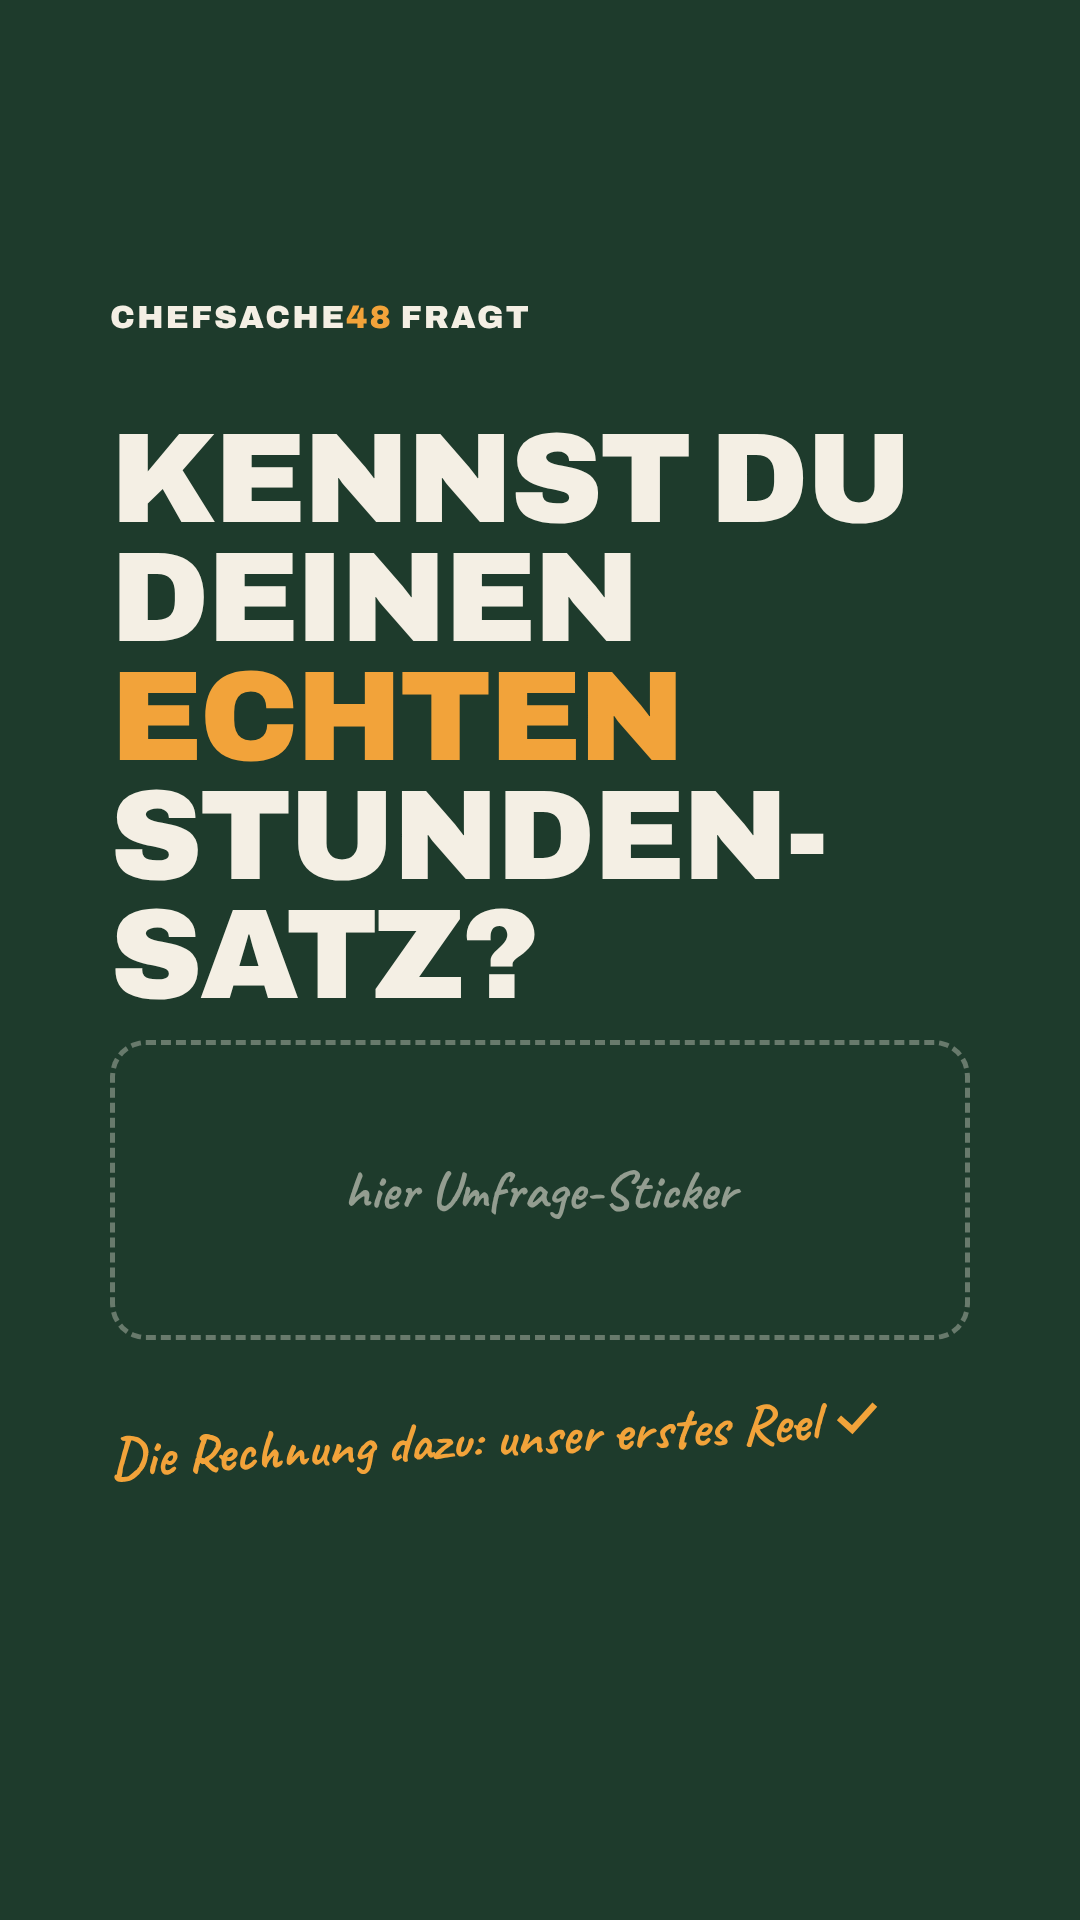 CHEFSACHE48 FRAGT
KENNST DU
DEINEN
ECHTEN
STUNDEN-
SATZ?
hier Umfrage-Sticker
Die Rechnung dazu: unser erstes Reel ✓